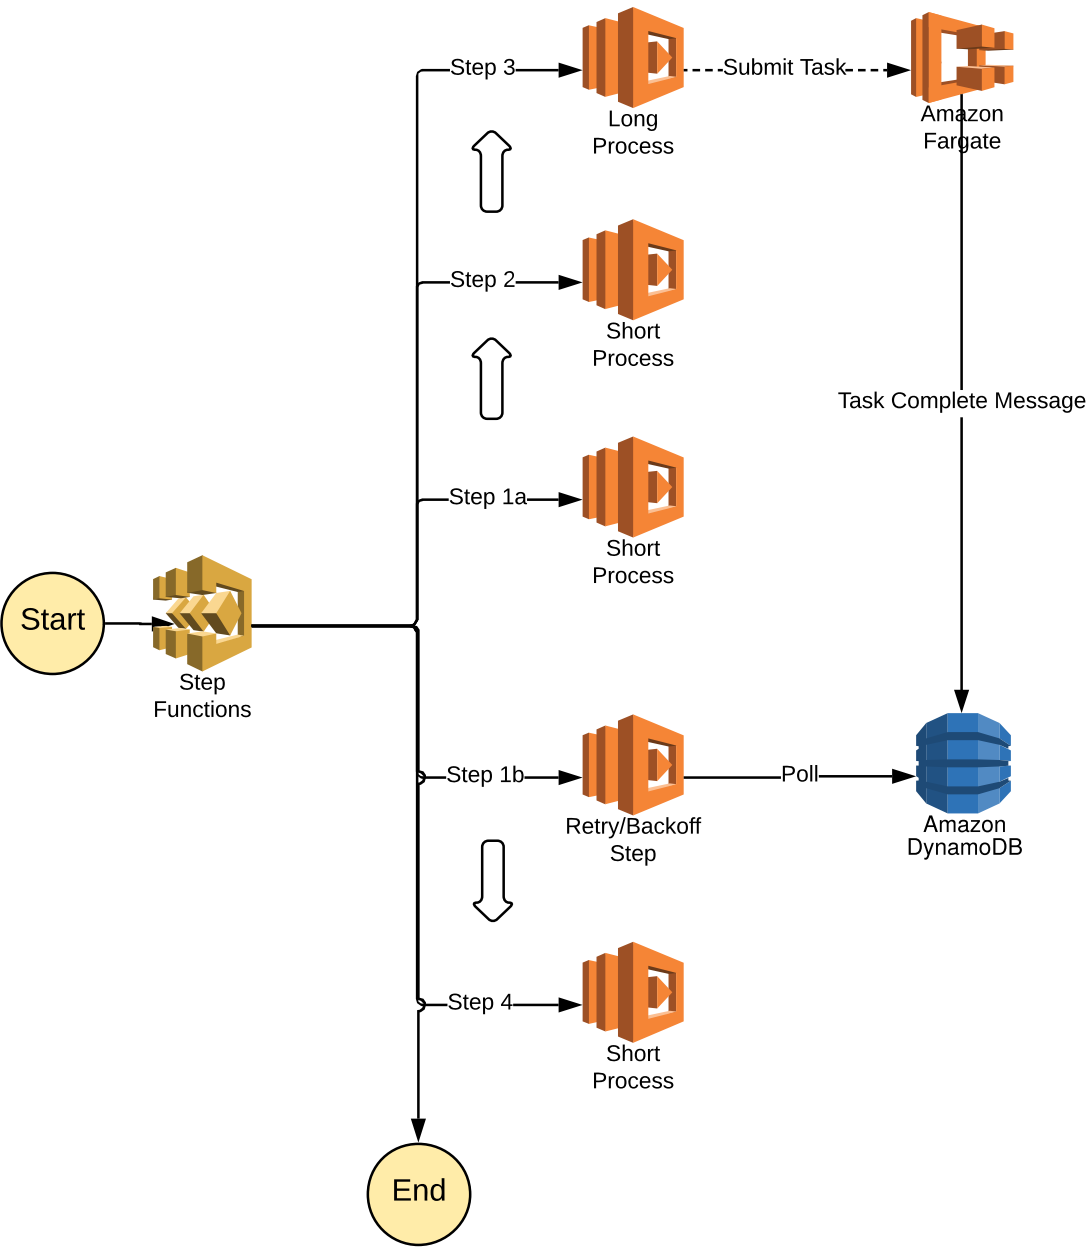 Step 3
Submit Task
Long
Process
Amazon
Fargate
Step 2
Short
Process
Task Complete Message
Step 1a
Short
Process
Start
Step
Functions
Step 1b
Poll
Retry/Backoff
Step
Amazon
DynamoDB
Step 4
Short
Process
End